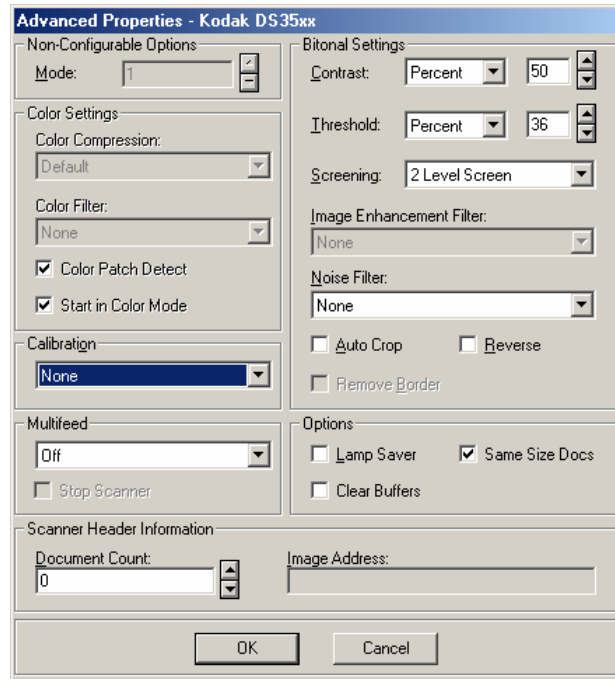 Advanced Properties - Kodak DS35xx
Non-Configurable Options
Mode: 1
Color Settings
Color Compression:
Default
Color Filter:
None
Color Patch Detect
Start in Color Mode
Calibration
None
Multifeed
Off
Stop Scanner
Bitonal Settings
Contrast: Percent 50
Threshold: Percent 36
Screening: 2 Level Screen
Image Enhancement Filter:
None
Noise Filter:
None
Auto Crop Reverse
Remove Border
Options
Lamp Saver Same Size Docs
Clear Buffers
Scanner Header Information
Document Count: Image Address:
0
OK Cancel